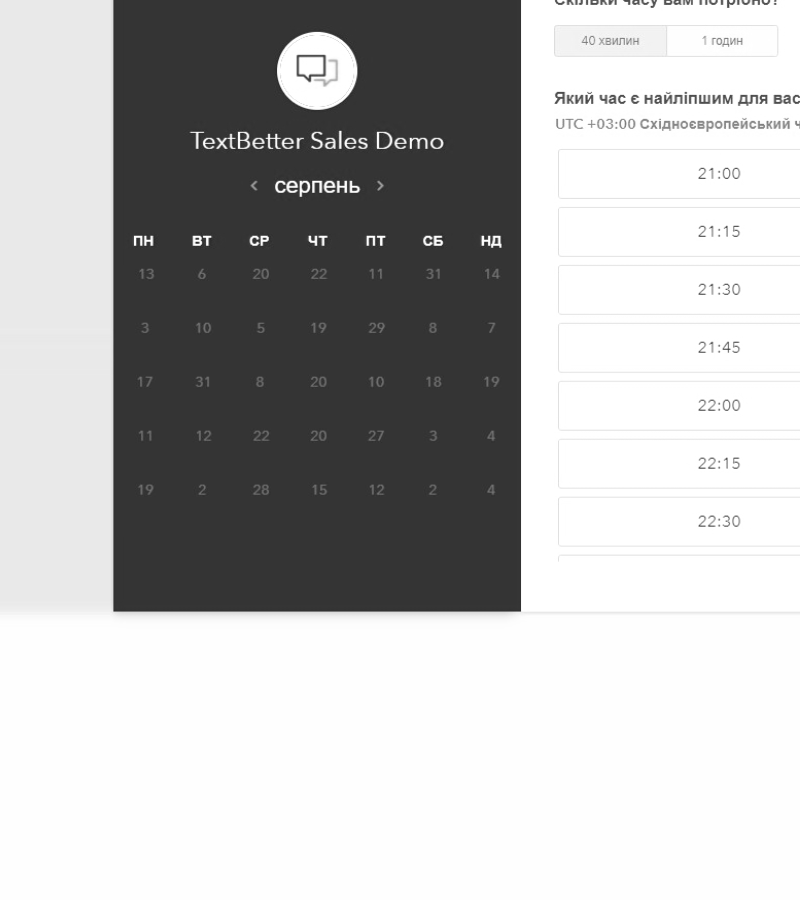 Скільки часу вам потрібно?
40 хвилин 1 годин
TextBetter Sales Demo
серпень
ПН ВТ СР ЧТ ПТ СБ НД
13 6 20 22 11 31 14
3 10 5 19 29 8 7
17 31 8 20 10 18 19
11 12 22 20 27 3 4
19 2 28 15 12 2 4
Який час є найліпшим для вас
UTC +03:00 Східноєвропейський ч
21:00
21:15
21:30
21:45
22:00
22:15
22:30